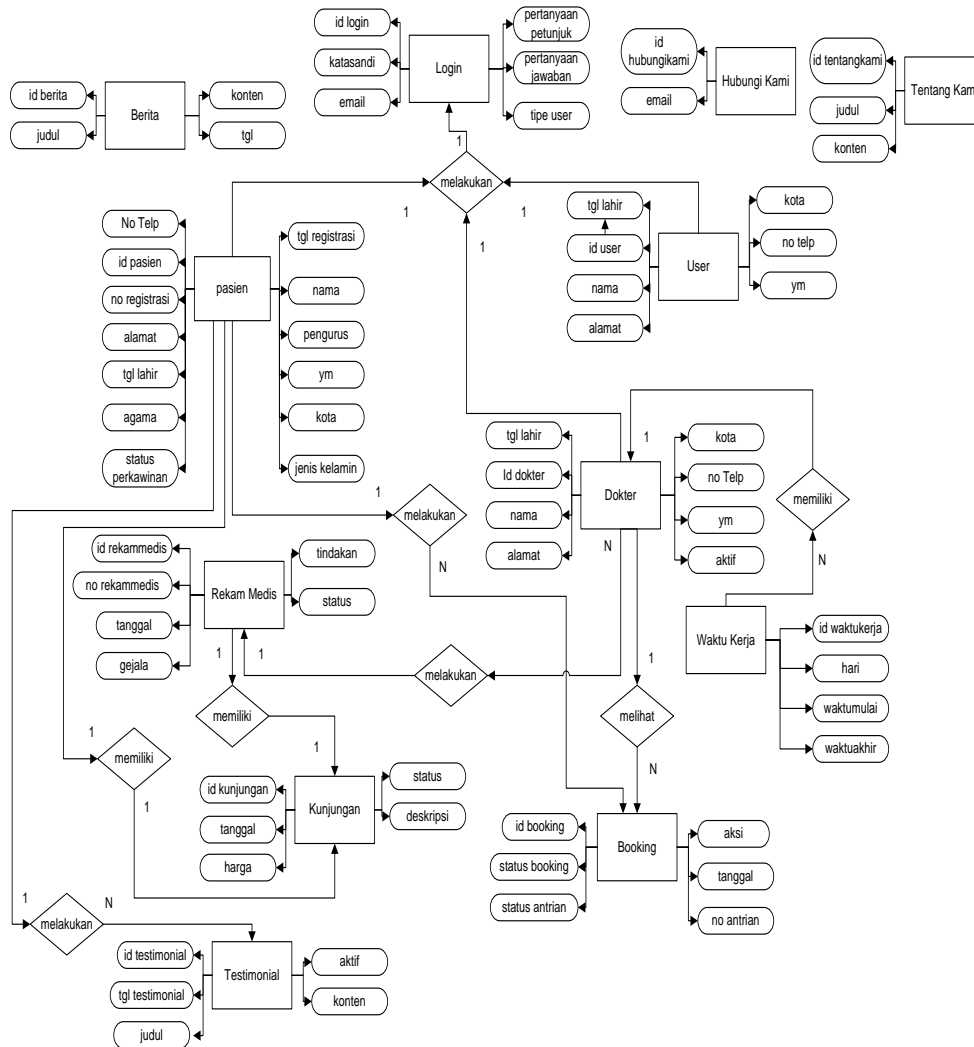 id login
katasandi
email
Login
pertanyaan
petunjuk
pertanyaan
jawaban
tipe user
id
hubungikami
email
Hubungi Kami
id tentangkami
judul
konten
Tentang Kam
id berita
judul
Berita
konten
tgl
1
melakukan
1
1
1
tgl lahir
id user
nama
alamat
User
kota
no telp
ym
No Telp
id pasien
no registrasi
alamat
tgl lahir
agama
status
perkawinan
pasien
tgl registrasi
nama
pengurus
ym
kota
jenis kelamin
tgl lahir
Id dokter
nama
alamat
1
Dokter
N
kota
no Telp
ym
aktif
memiliki
N
1
melakukan
N
1
id rekammedis
no rekammedis
tanggal
gejala
Rekam Medis
tindakan
status
1
1
melakukan
1
melihat
N
Waktu Kerja
id waktukerja
hari
waktumulai
waktuakhir
memiliki
1
1
memiliki
1
id kunjungan
tanggal
harga
Kunjungan
status
deskripsi
id booking
status booking
status antrian
Booking
aksi
tanggal
no antrian
1
melakukan
N
id testimonial
tgl testimonial
judul
Testimonial
aktif
konten